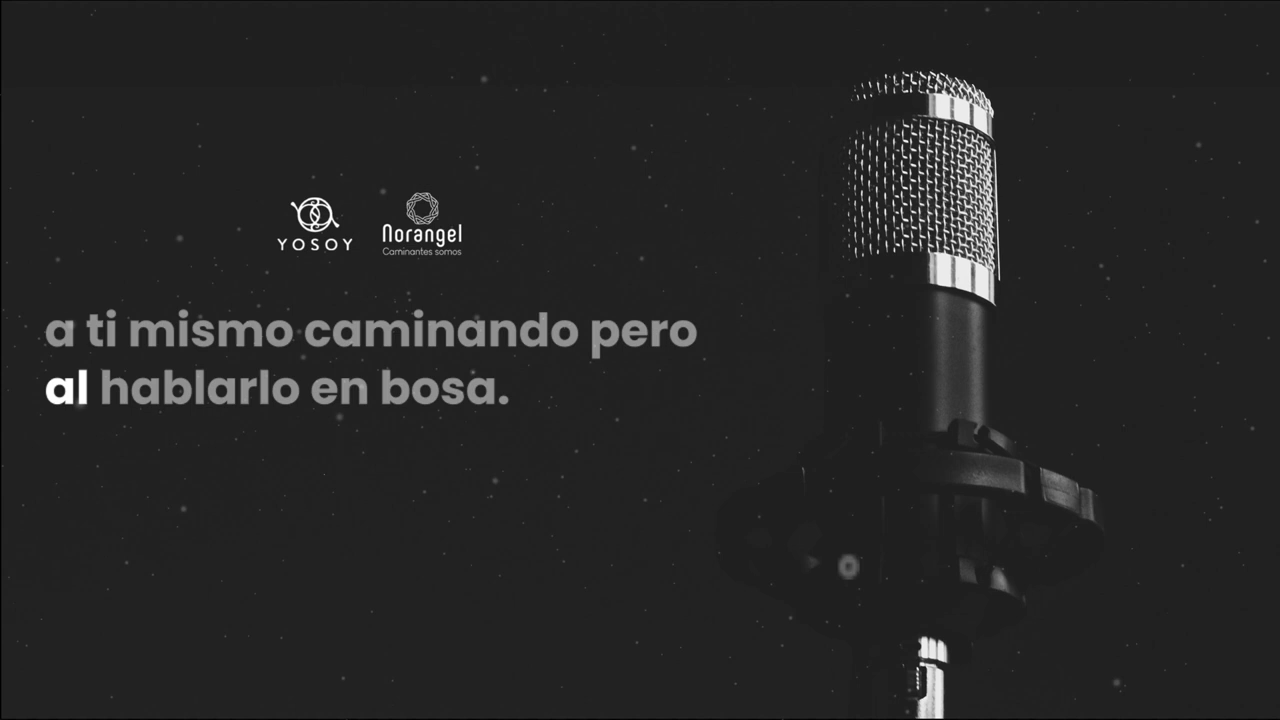 YOSOY
Norangel
Caminantes somos
a ti mismo caminando pero
al hablarlo en bosa.